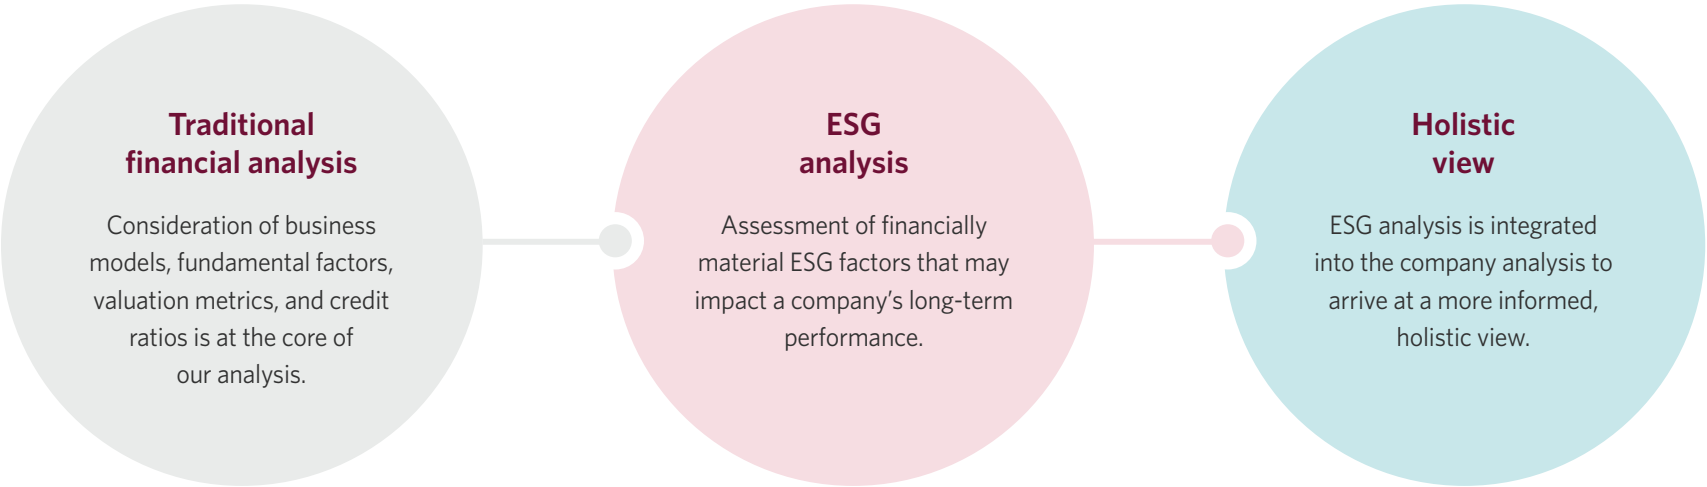 Traditional
financial analysis
Consideration of business
models, fundamental factors,
valuation metrics, and credit
ratios is at the core of
our analysis.
ESG
analysis
Assessment of financially
material ESG factors that may
impact a company’s long-term
performance.
Holistic
view
ESG analysis is integrated
into the company analysis to
arrive at a more informed,
holistic view.